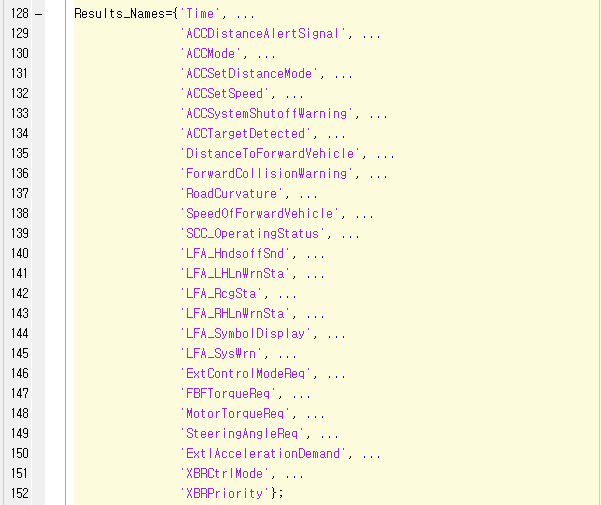 128 – Results_Names={'Time', ...
129 'ACCDistanceAlertSignal', ...
130 'ACCMode', ...
131 'ACCSetDistanceMode', ...
132 'ACCSetSpeed', ...
133 'ACCSystemShutoffWarning', ...
134 'ACCTargetDetected', ...
135 'DistanceToForwardVehicle', ...
136 'ForwardCollisionWarning', ...
137 'RoadCurvature', ...
138 'SpeedOfForwardVehicle', ...
139 'SCC_OperatingStatus', ...
140 'LFA_HndsoffSnd', ...
141 'LFA_LHLnWrnSta', ...
142 'LFA_RcgSta', ...
143 'LFA_RHLnWrnSta', ...
144 'LFA_SymbolDisplay', ...
145 'LFA_SysWrn', ...
146 'ExtControlModeReq', ...
147 'FBFTorqueReq', ...
148 'MotorTorqueReq', ...
149 'SteeringAngleReq', ...
150 'ExtlAccelerationDemand', ...
151 'XBRCtrlMode', ...
152 'XBRPriority'};